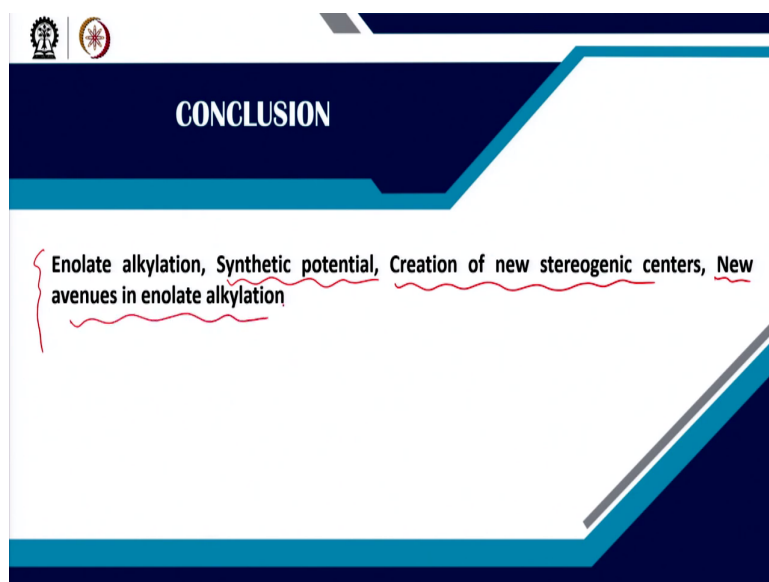 CONCLUSION
Enolate alkylation, Synthetic potential, Creation of new stereogenic centers, New
avenues in enolate alkylation